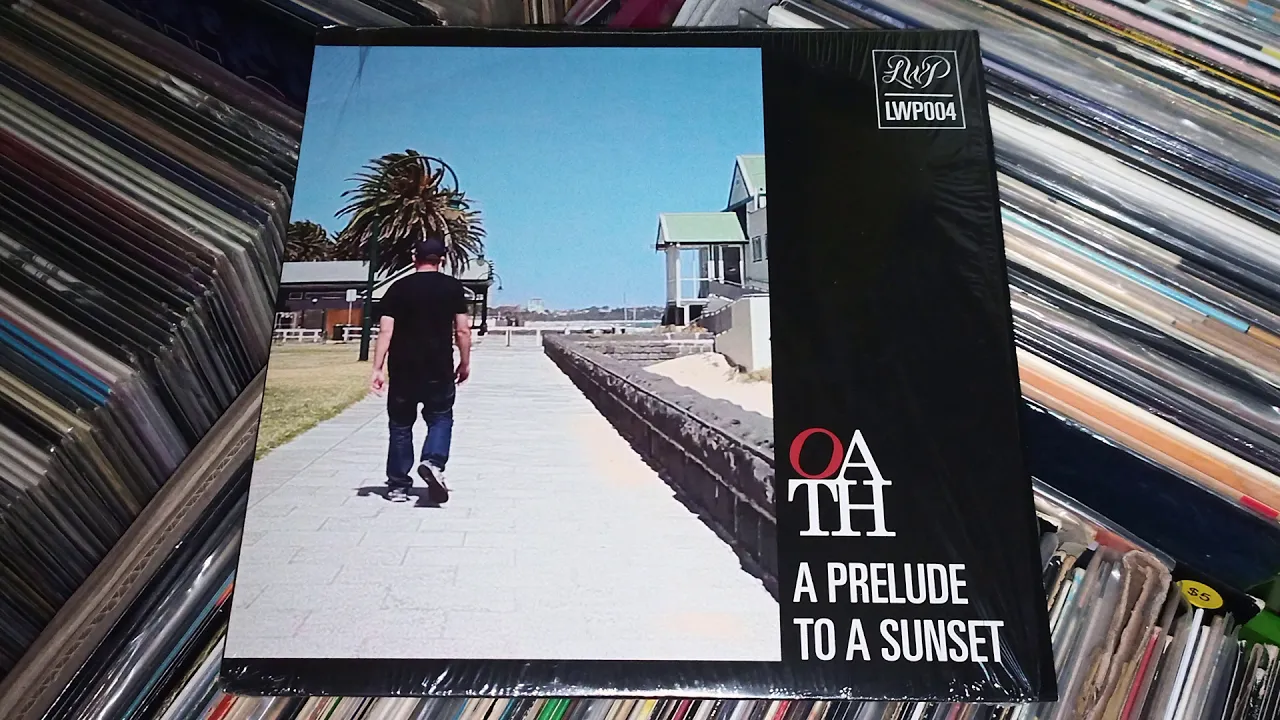 LWP
LWP004
OA
TH
A PRELUDE
TO A SUNSET
$5